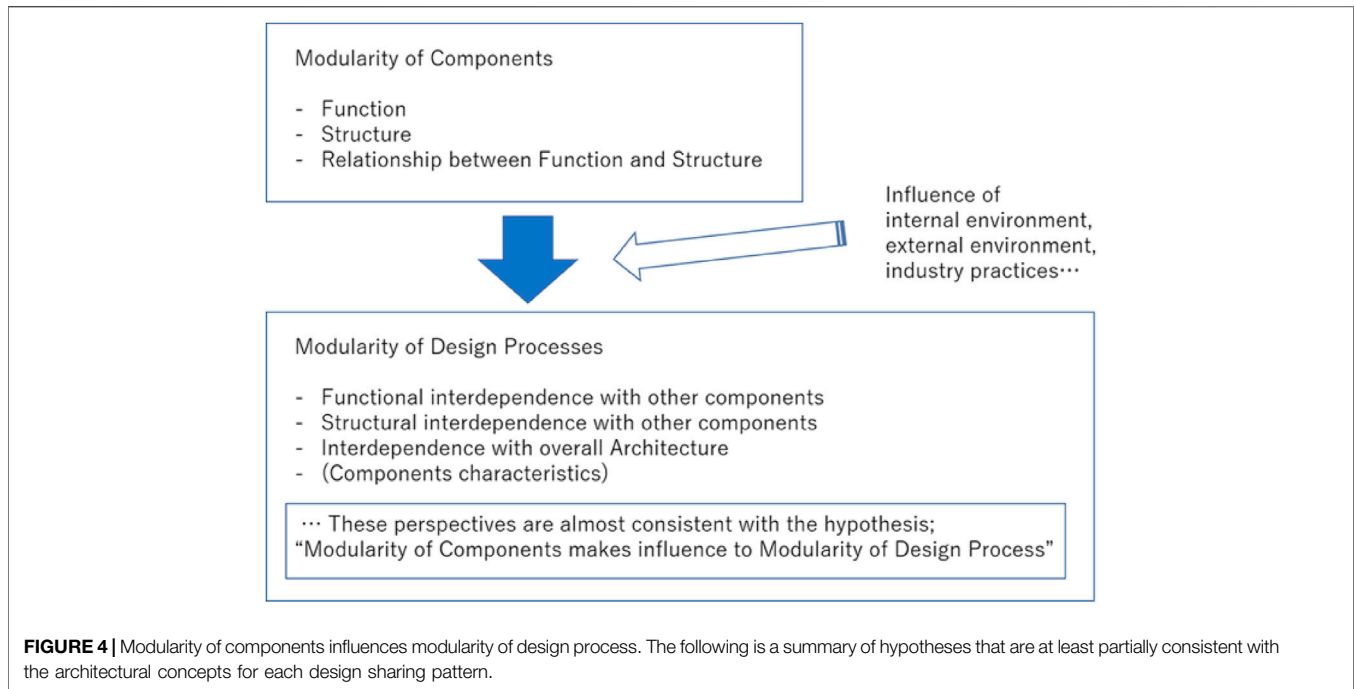 Modularity of Components
- Function
- Structure
- Relationship between Function and Structure
Influence of
internal environment,
external environment,
industry practices…
Modularity of Design Processes
- Functional interdependence with other components
- Structural interdependence with other components
- Interdependence with overall Architecture
- (Components characteristics)
… These perspectives are almost consistent with the hypothesis;
“Modularity of Components makes influence to Modularity of Design Process”
FIGURE 4 | Modularity of components influences modularity of design process. The following is a summary of hypotheses that are at least partially consistent with
the architectural concepts for each design sharing pattern.